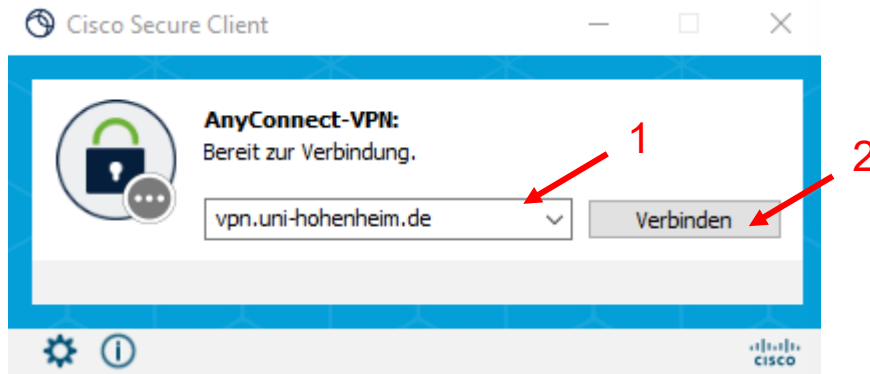 Cisco Secure Client
AnyConnect-VPN:
Bereit zur Verbindung.
1
2
vpn.uni-hohenheim.de
Verbinden
CISCO